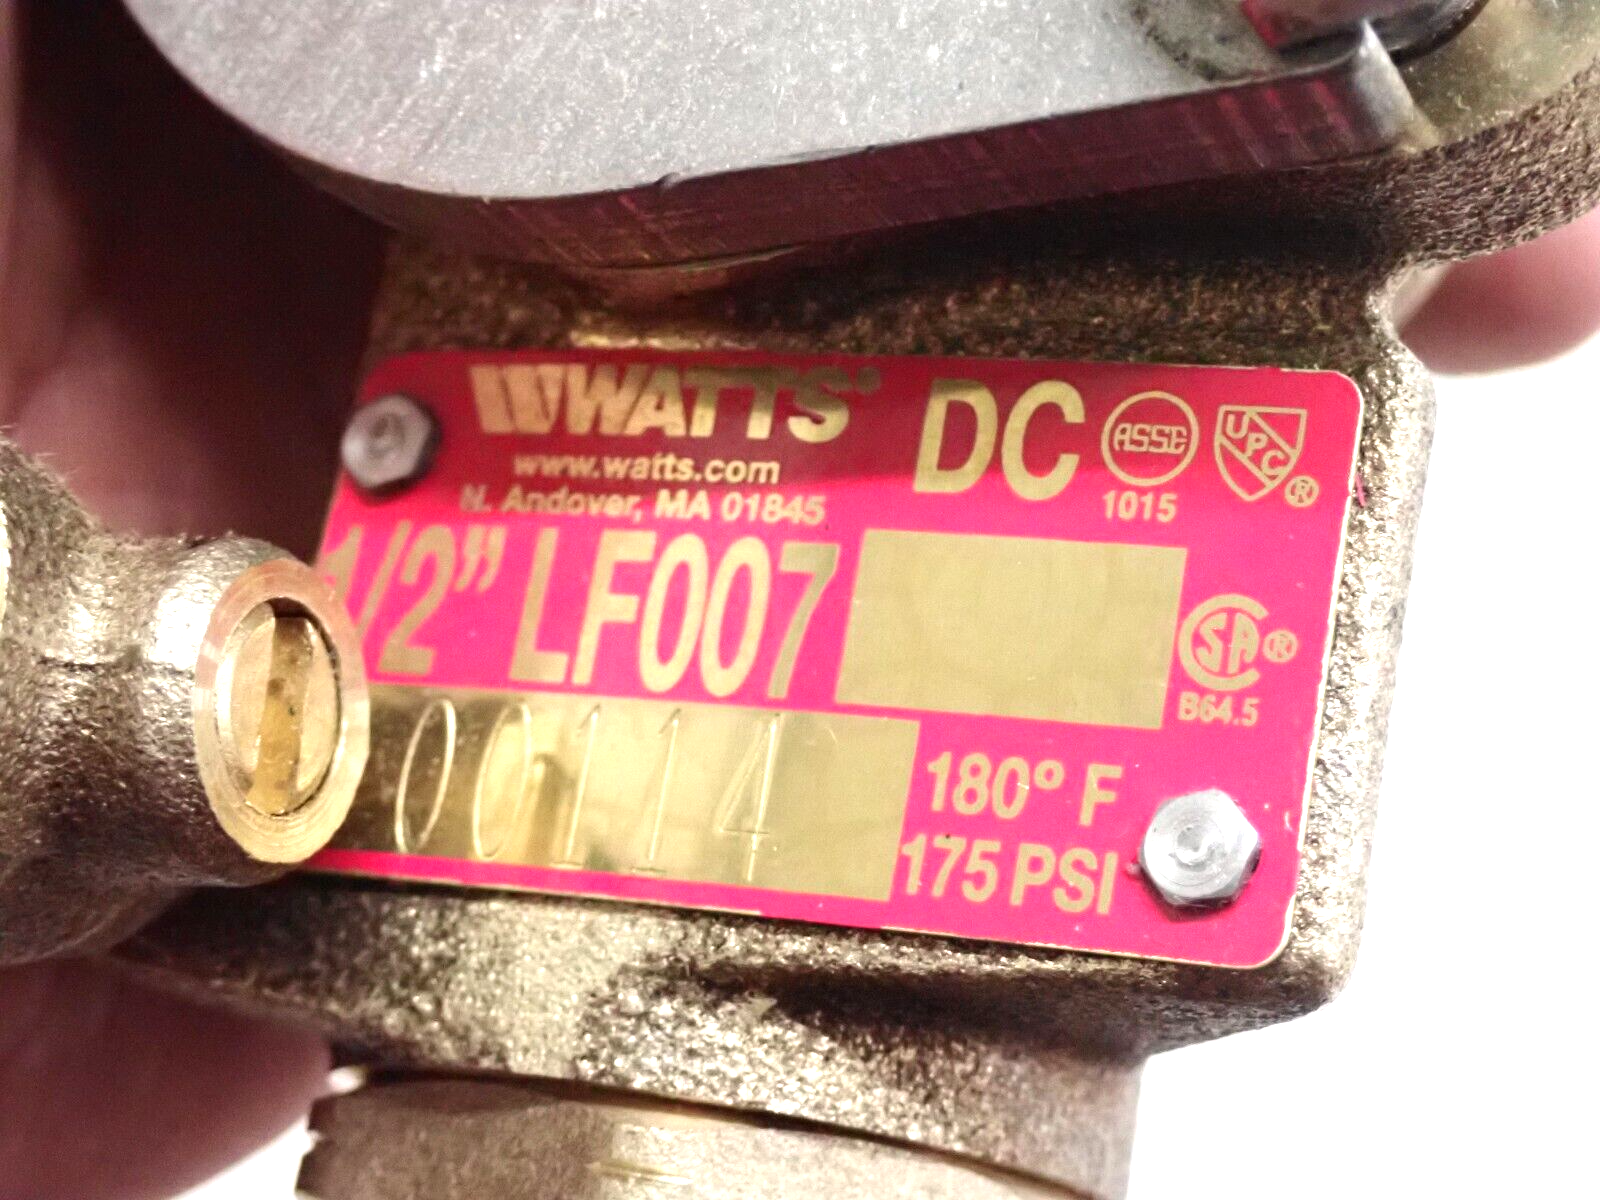 WATTS® DC ASSE UPC®
www.watts.com
N. Andover, MA 01845
1015
1/2" LF007
CSA®
B64.5
00114
180° F
175 PSI